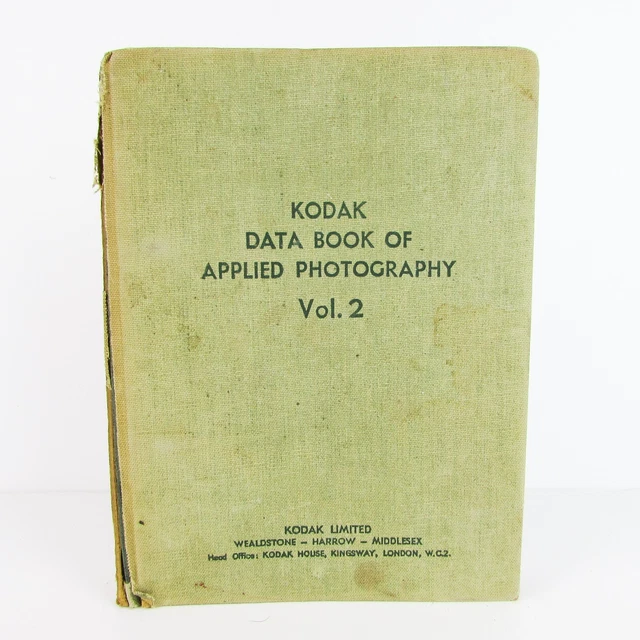 KODAK
DATA BOOK OF
APPLIED PHOTOGRAPHY
Vol. 2
KODAK LIMITED
WEALDSTONE – HARROW – MIDDLESEX
Head Office: KODAK HOUSE, KINGSWAY, LONDON, W.C.2.